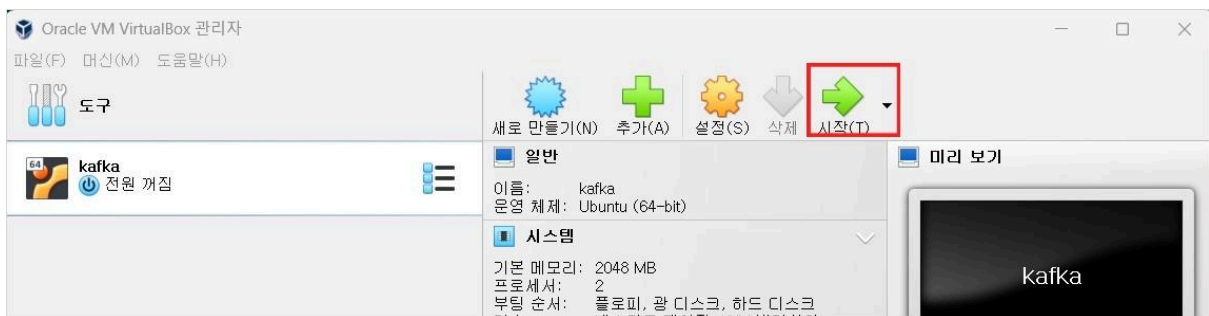 Oracle VM VirtualBox 관리자
파일(F) 머신(M) 도움말(H)
도구
새로 만들기(N) 추가(A) 설정(S) 삭제 시작(T)
64
kafka
전원 꺼짐
일반
이름: kafka
운영 체제: Ubuntu (64-bit)
시스템
기본 메모리: 2048 MB
프로세서: 2
부팅 순서: 플로피, 광 디스크, 하드 디스크
미리 보기
kafka